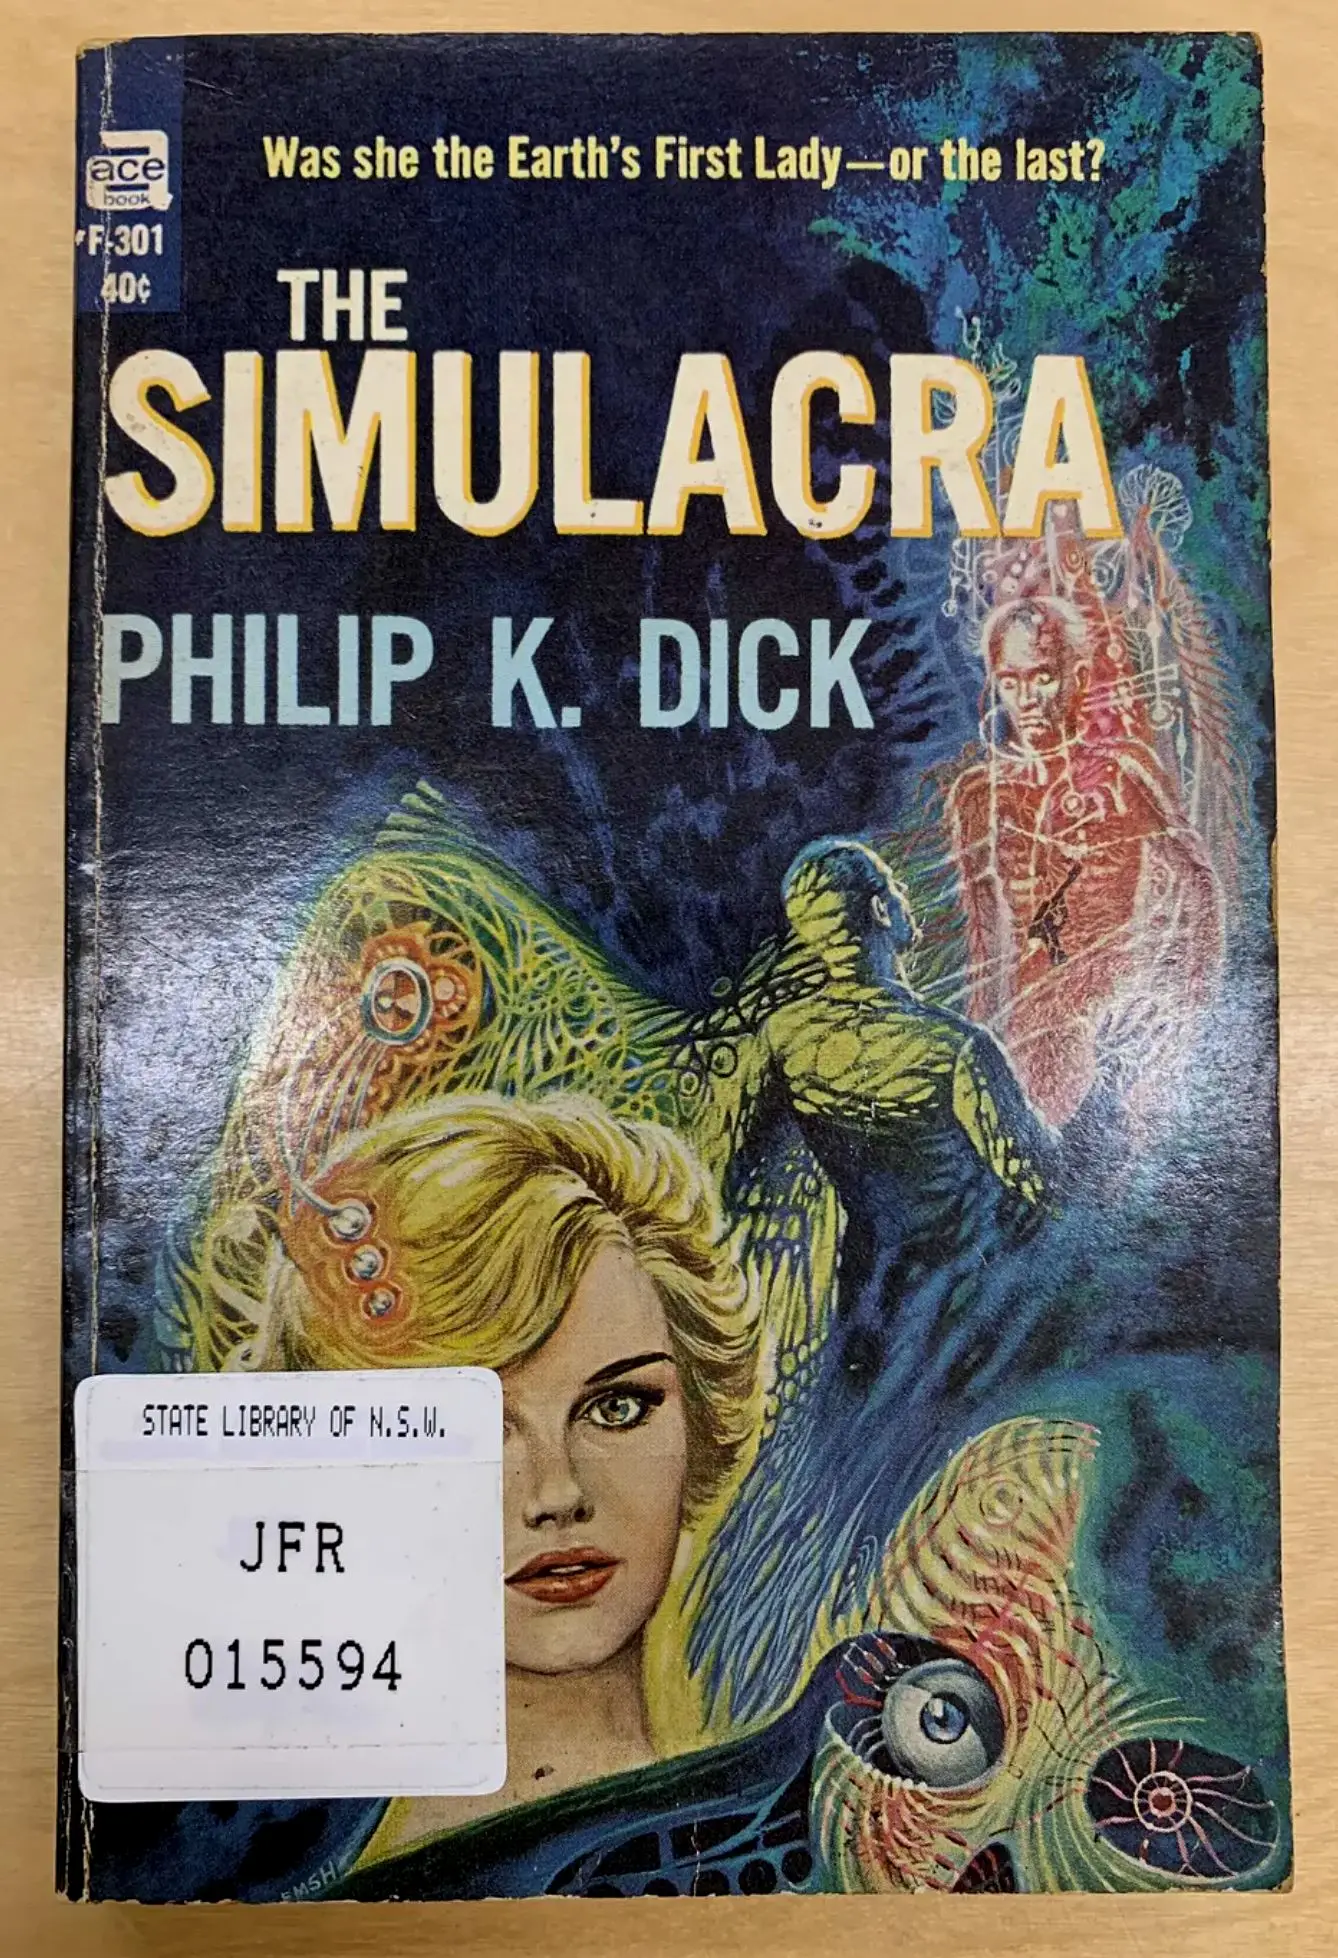 ace
book
F-301
40¢
Was she the Earth's First Lady—or the last?
THE
SIMULACRA
PHILIP K. DICK
STATE LIBRARY OF N.S.W.
JFR
015594
EMSH